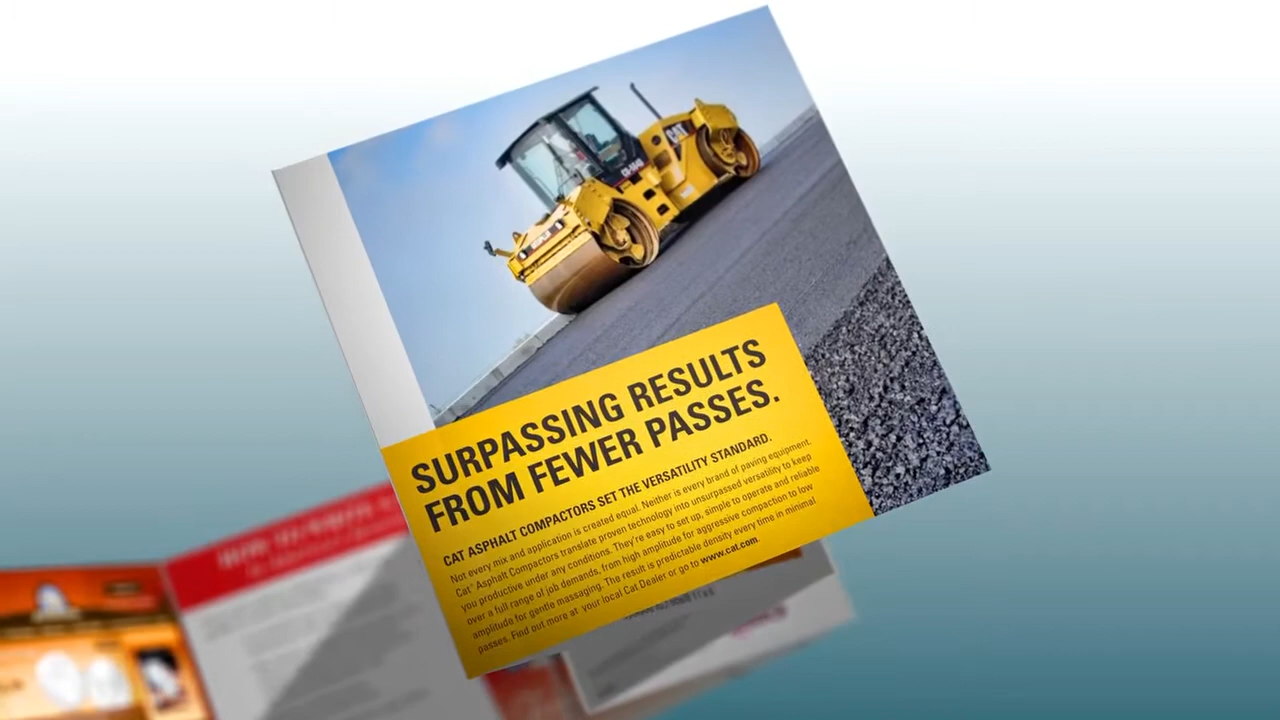 CAT
SURPASSING RESULTS
FROM FEWER PASSES.
CAT ASPHALT COMPACTORS SET THE VERSATILITY STANDARD.
Not every mix and application is created equal. Neither is every brand of paving equipment.
Cat® Asphalt Compactors translate proven technology into unsurpassed versatility to keep
you productive under any conditions. They're easy to set up, simple to operate and reliable
over a full range of job demands, from high amplitude for aggressive compaction to low
amplitude for gentle massaging. The result is predictable density every time in minimal
passes. Find out more at your local Cat Dealer or go to www.cat.com.